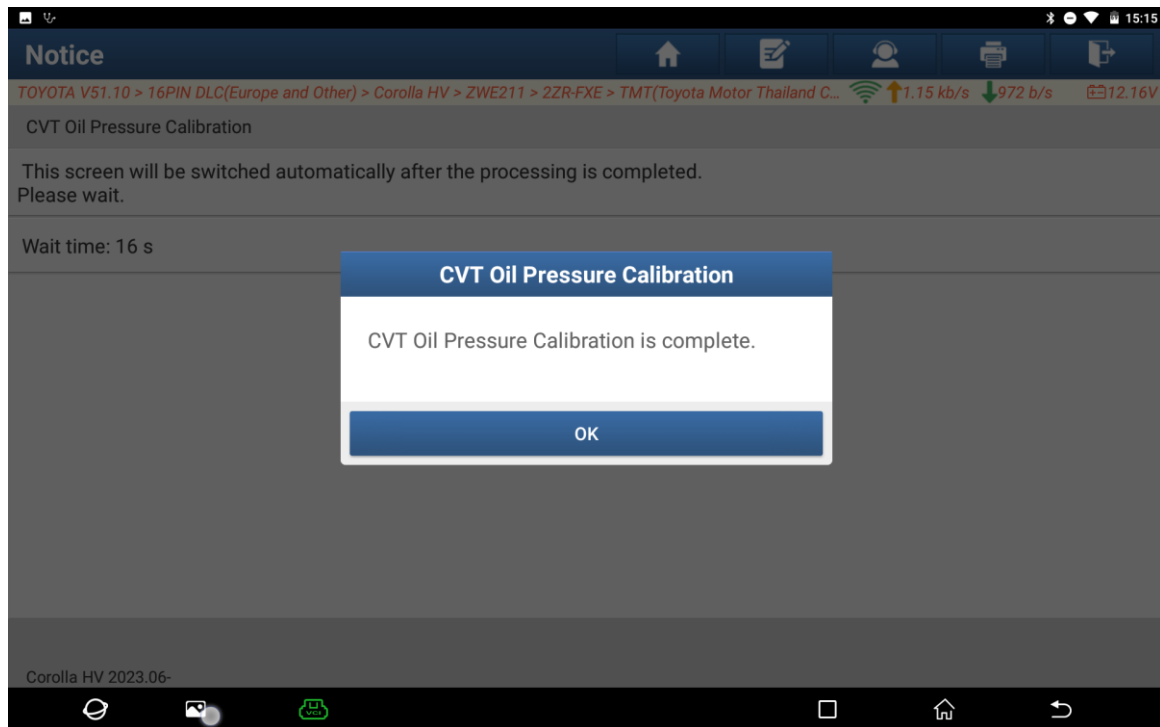 15:15
Notice
TOYOTA V51.10 > 16PIN DLC(Europe and Other) > Corolla HV > ZWE211 > 2ZR-FXE > TMT(Toyota Motor Thailand C... 1.15 kb/s 972 b/s 12.16V
CVT Oil Pressure Calibration
This screen will be switched automatically after the processing is completed.
Please wait.
Wait time: 16 s
CVT Oil Pressure Calibration
CVT Oil Pressure Calibration is complete.
OK
Corolla HV 2023.06-
VCI